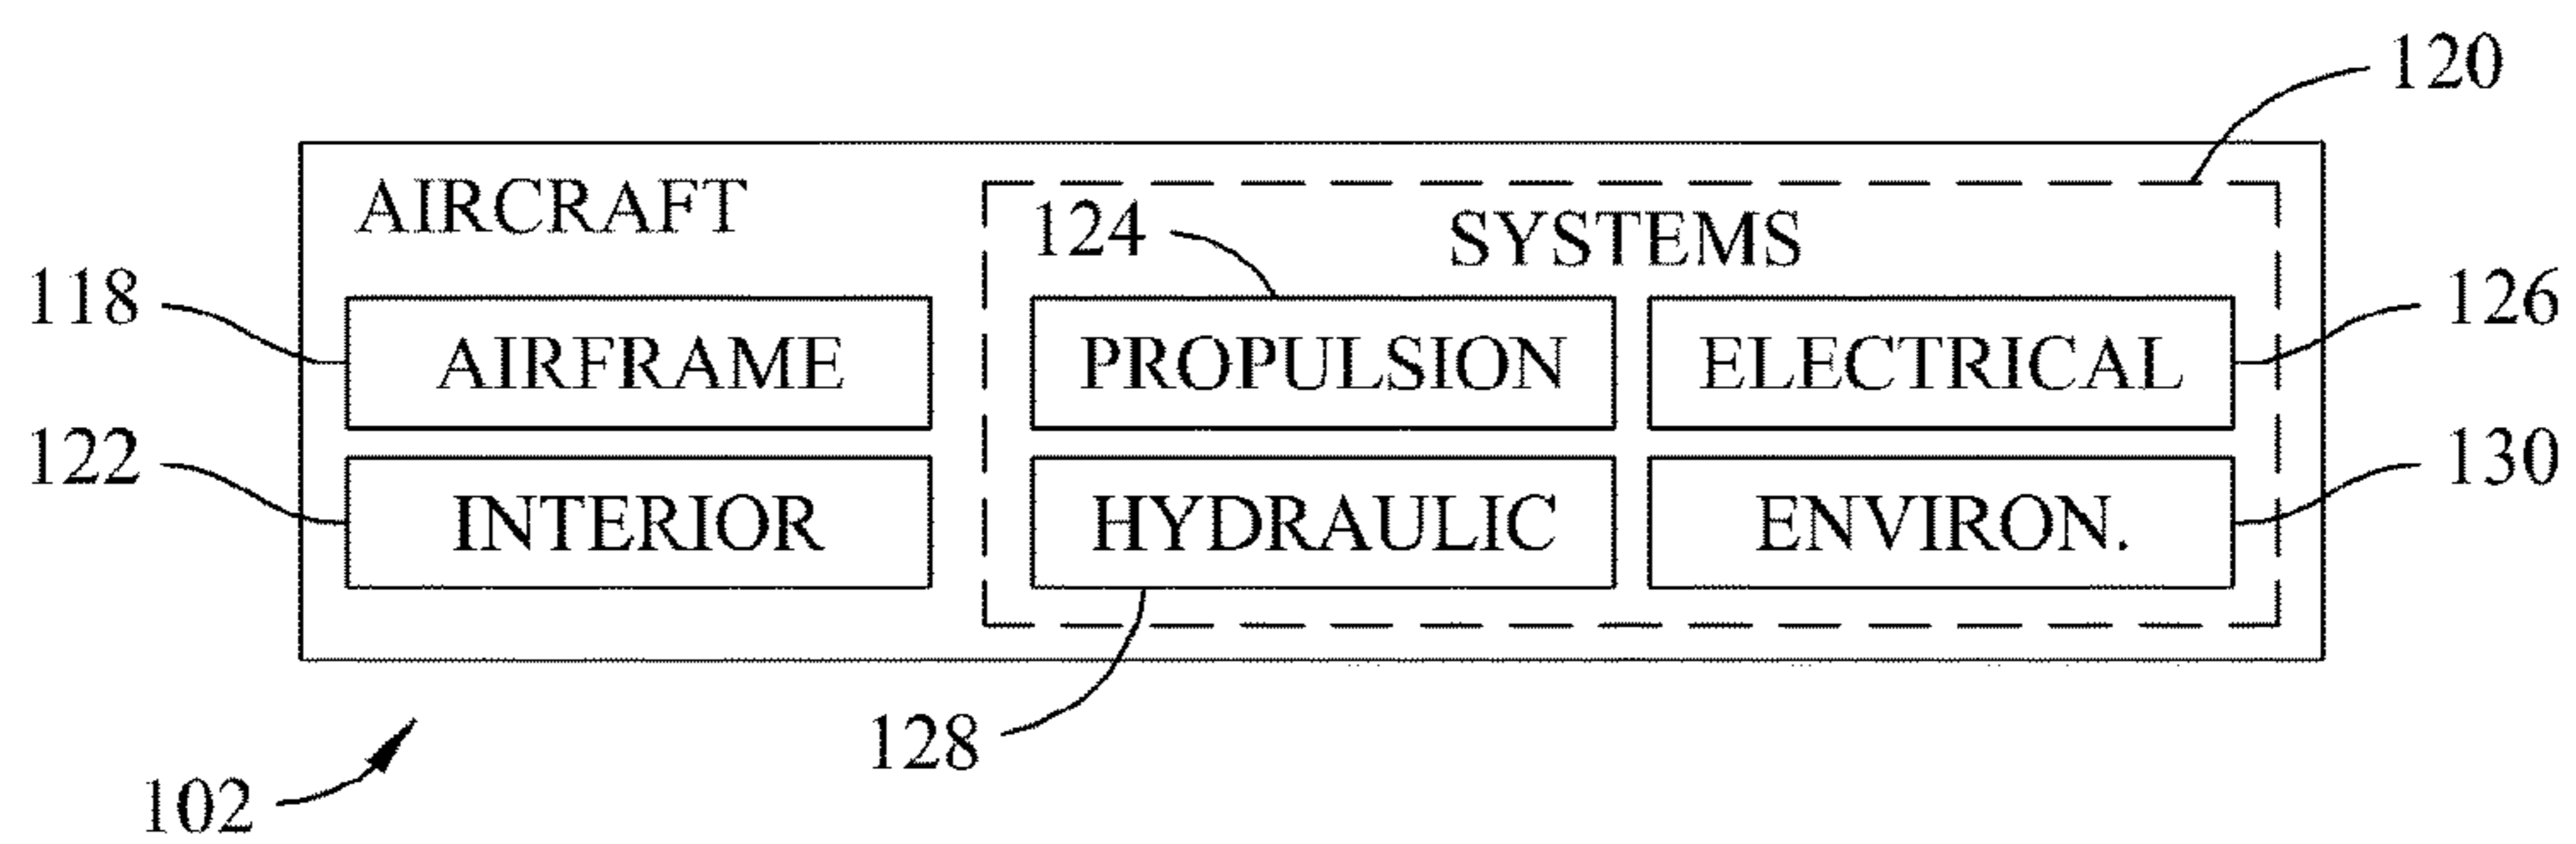 120
AIRCRAFT
124
SYSTEMS
118
AIRFRAME
PROPULSION
ELECTRICAL
126
122
INTERIOR
HYDRAULIC
ENVIRON.
130
128
102